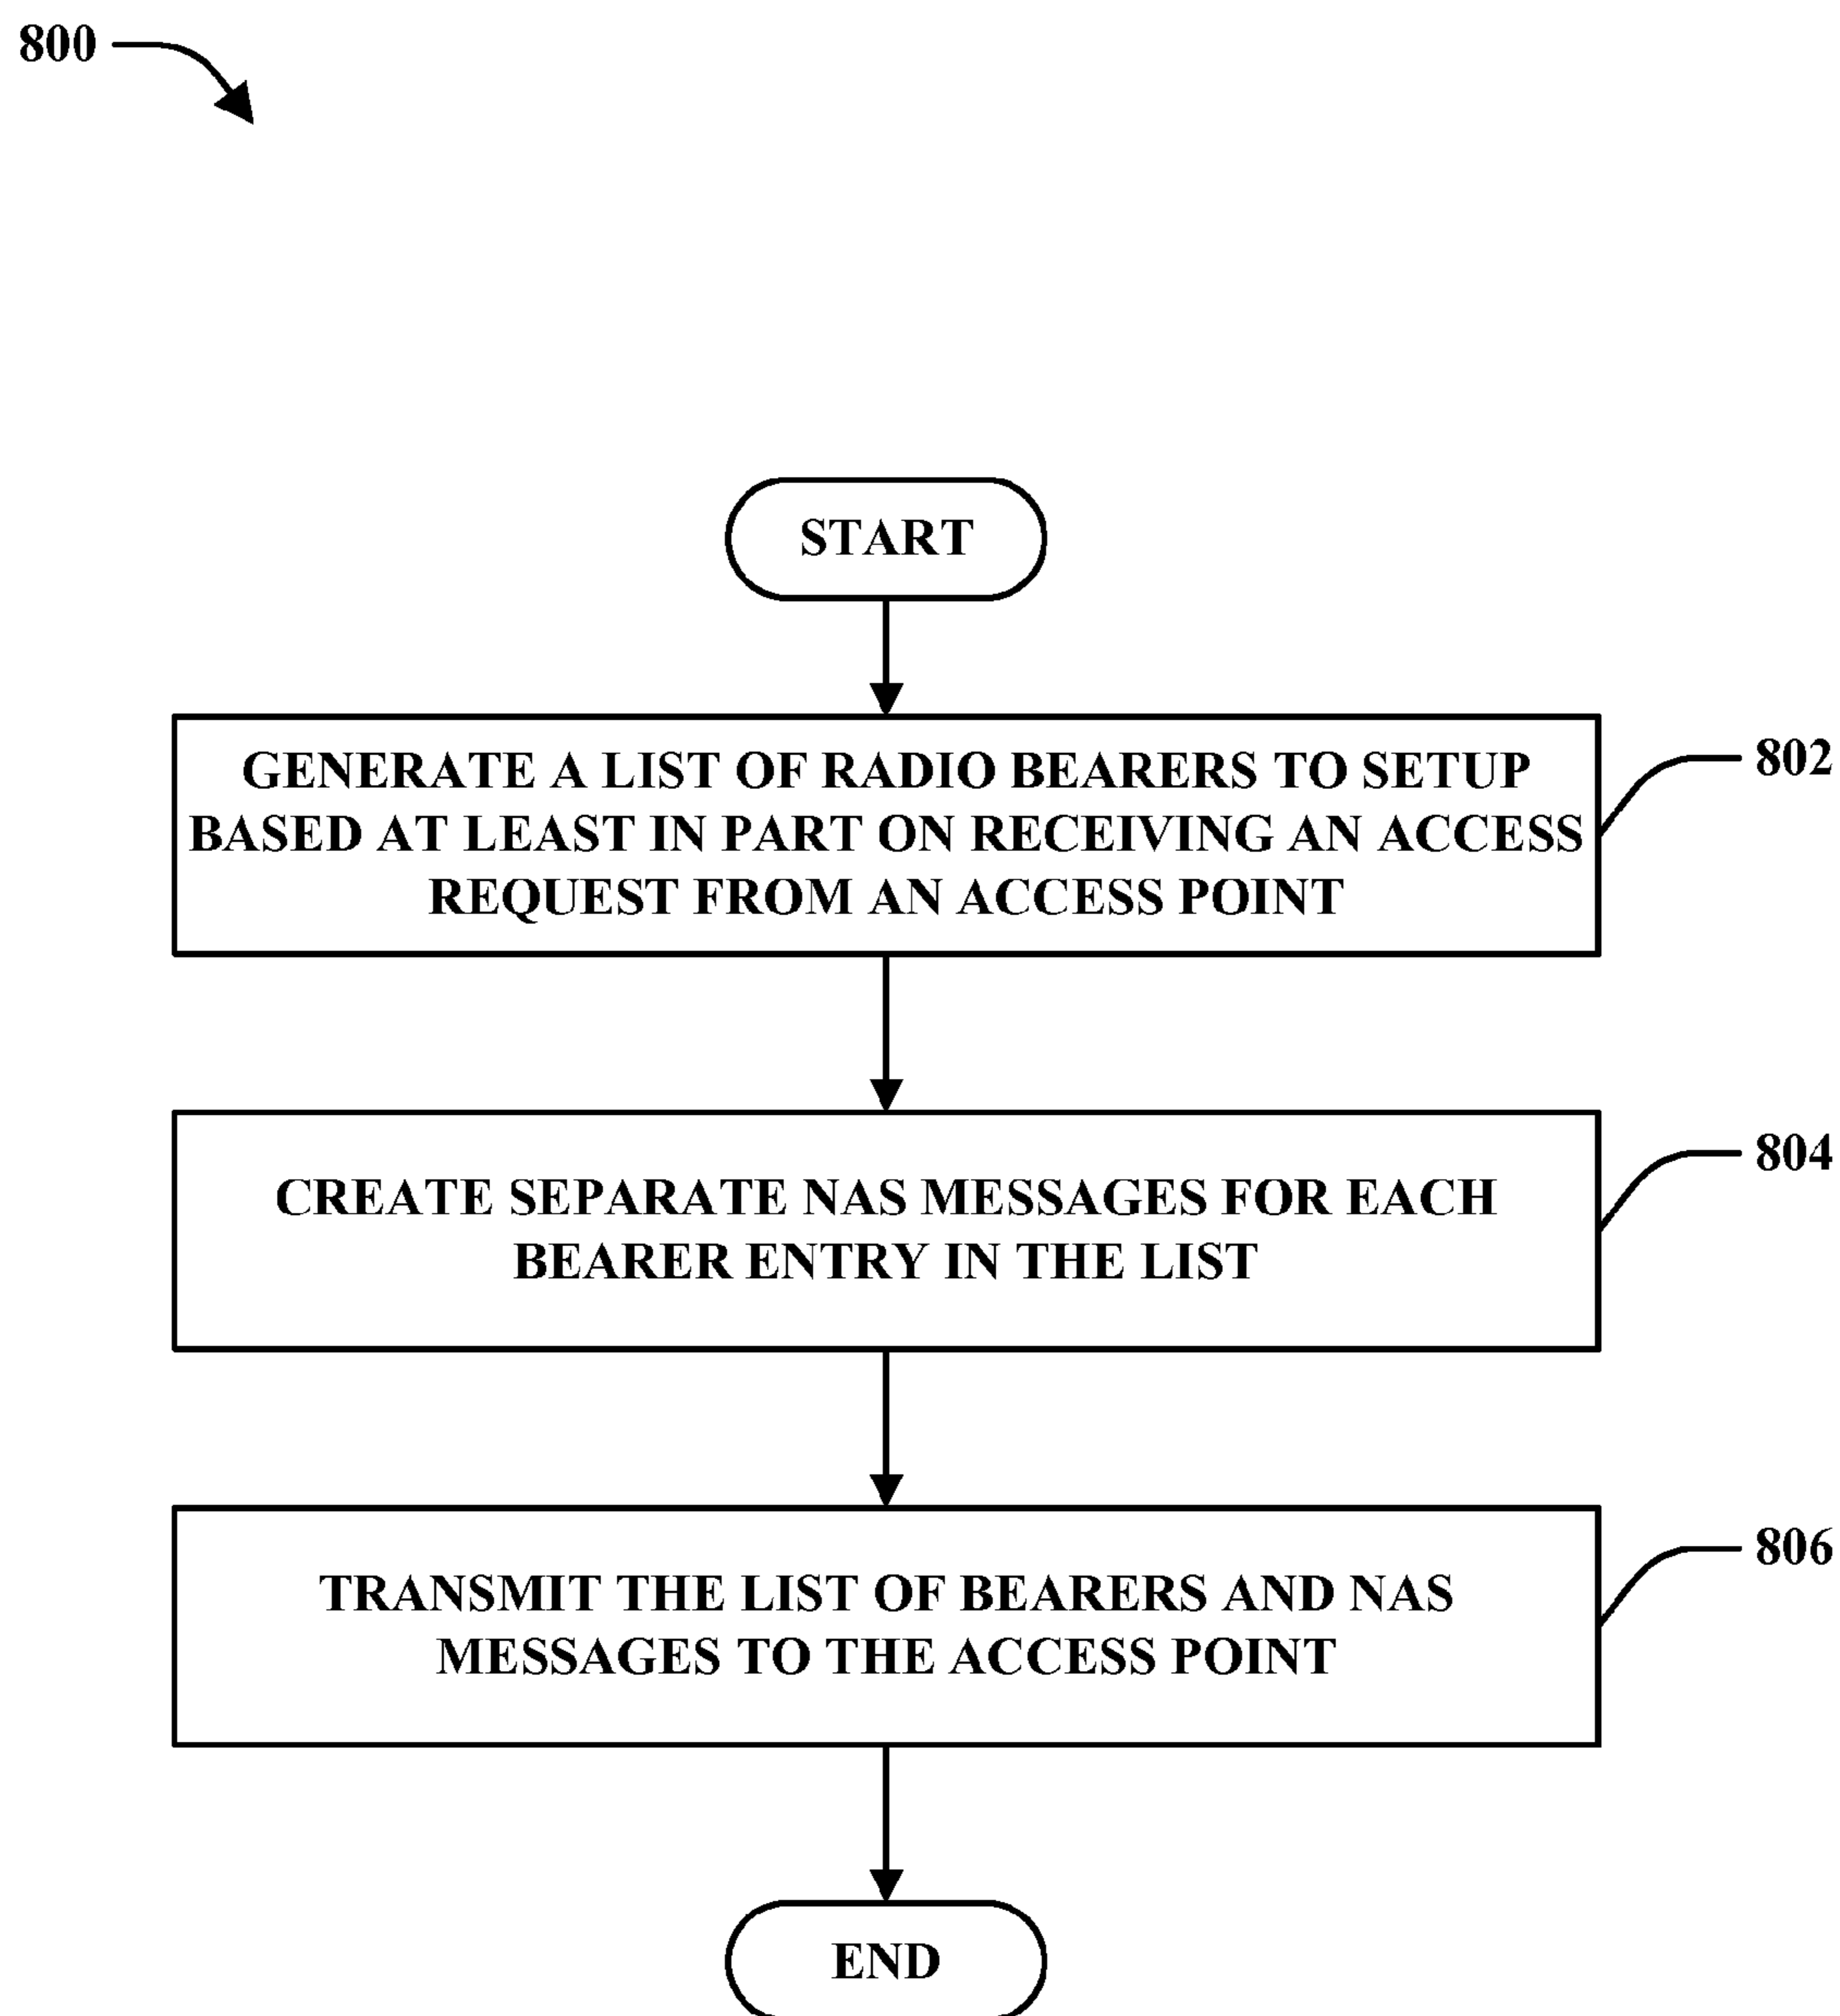 800
START
GENERATE A LIST OF RADIO BEARERS TO SETUP
BASED AT LEAST IN PART ON RECEIVING AN ACCESS
REQUEST FROM AN ACCESS POINT
802
CREATE SEPARATE NAS MESSAGES FOR EACH
BEARER ENTRY IN THE LIST
804
TRANSMIT THE LIST OF BEARERS AND NAS
MESSAGES TO THE ACCESS POINT
806
END